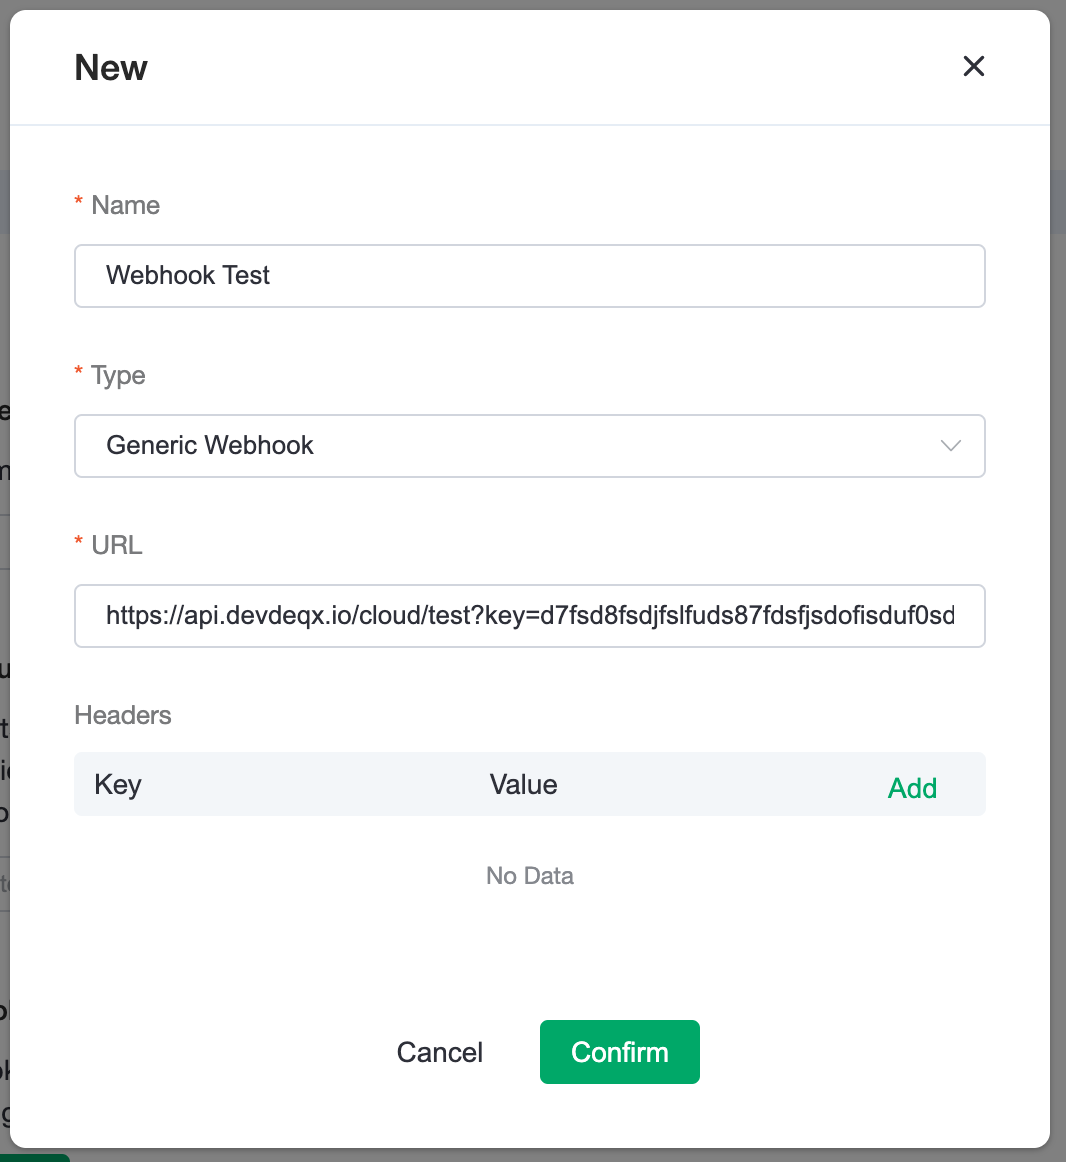 New
* Name
Webhook Test
* Type
Generic Webhook
* URL
https://api.devdeqx.io/cloud/test?key=d7fsd8fsdjfslfuds87fdsfjsdofisduf0sd
Headers
Key Value Add
No Data
Cancel Confirm